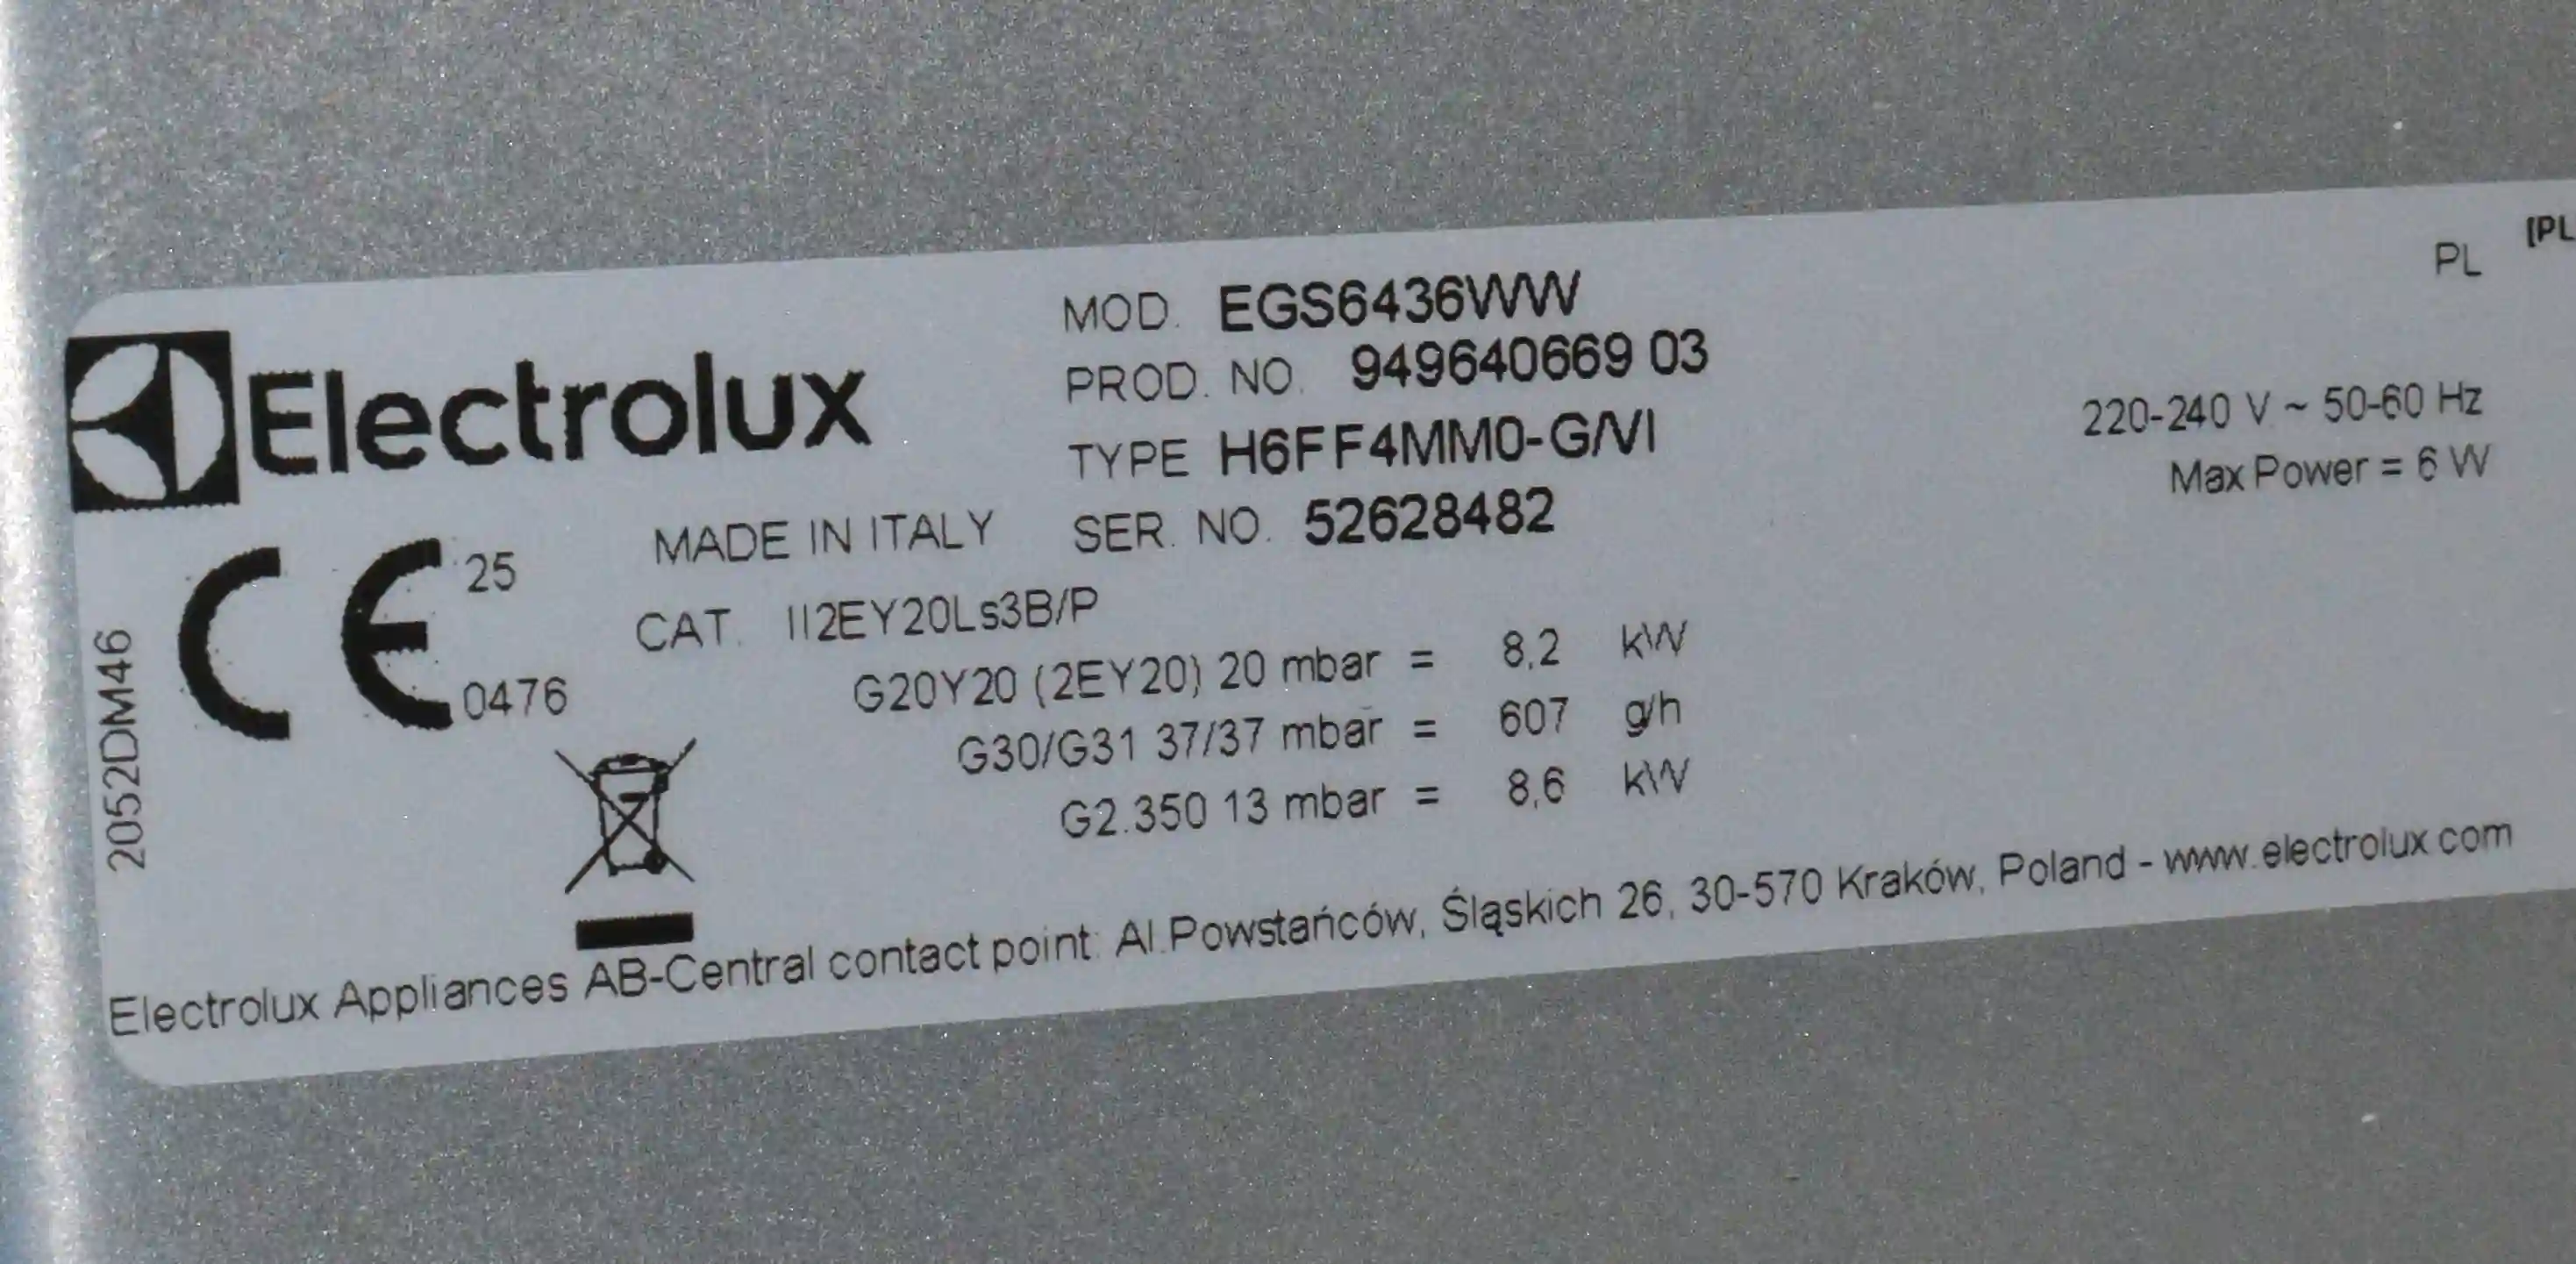 [PL
PL
Electrolux
MOD. EGS6436WW
PROD. NO. 949640669 03
TYPE H6FF4MM0-G/VI
SER. NO. 52628482
220-240 V ~ 50-60 Hz
Max Power = 6 W
MADE IN ITALY
CE 25
0476
2052DM46
CAT. II2EY20Ls3B/P
G20Y20 (2EY20) 20 mbar = 8,2 kW
G30/G31 37/37 mbar = 607 g/h
G2.350 13 mbar = 8,6 kW
Electrolux Appliances AB-Central contact point: Al.Powstańców, Śląskich 26, 30-570 Kraków, Poland - www.electrolux.com